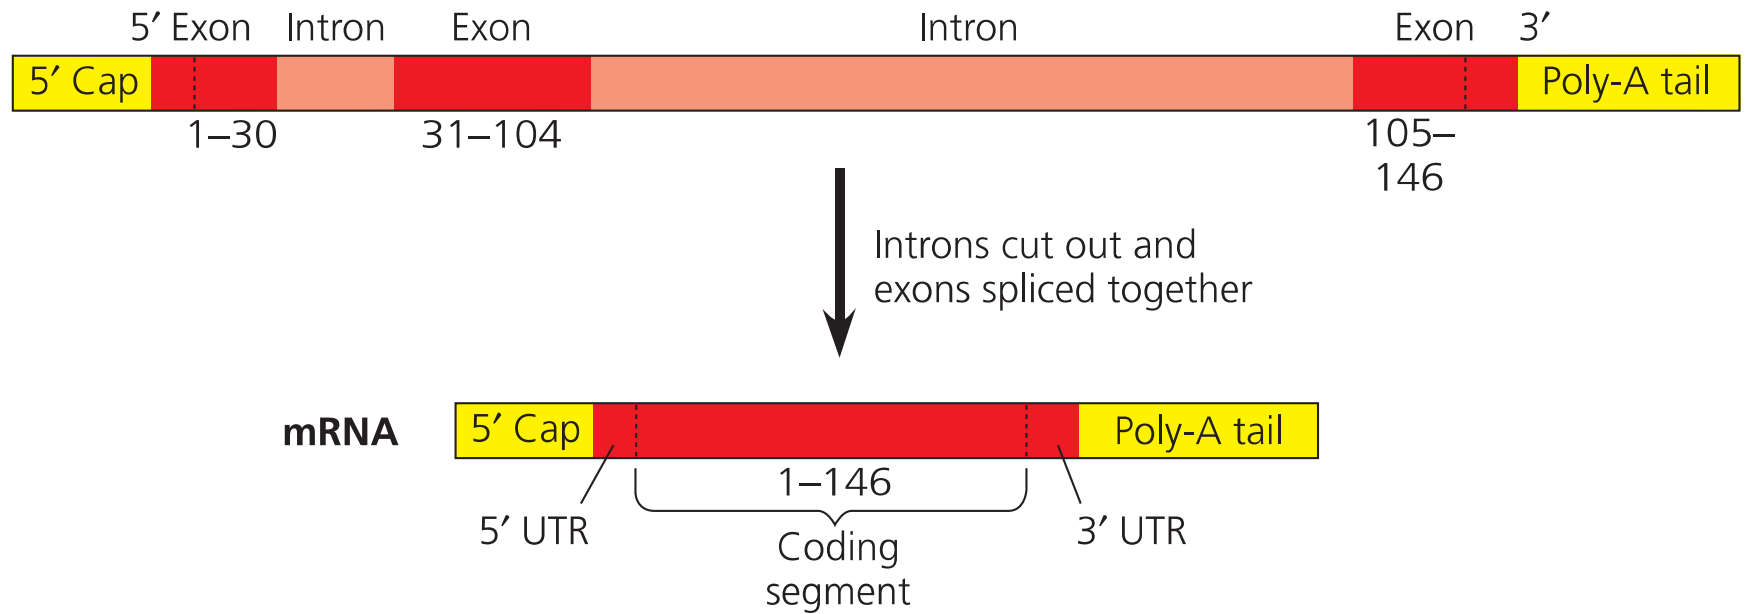 5′ Exon Intron Exon Intron Exon 3′
5′ Cap Poly-A tail
1–30 31–104 105–
146
Introns cut out and
exons spliced together
mRNA 5′ Cap Poly-A tail
1–146
5′ UTR 3′ UTR
Coding
segment